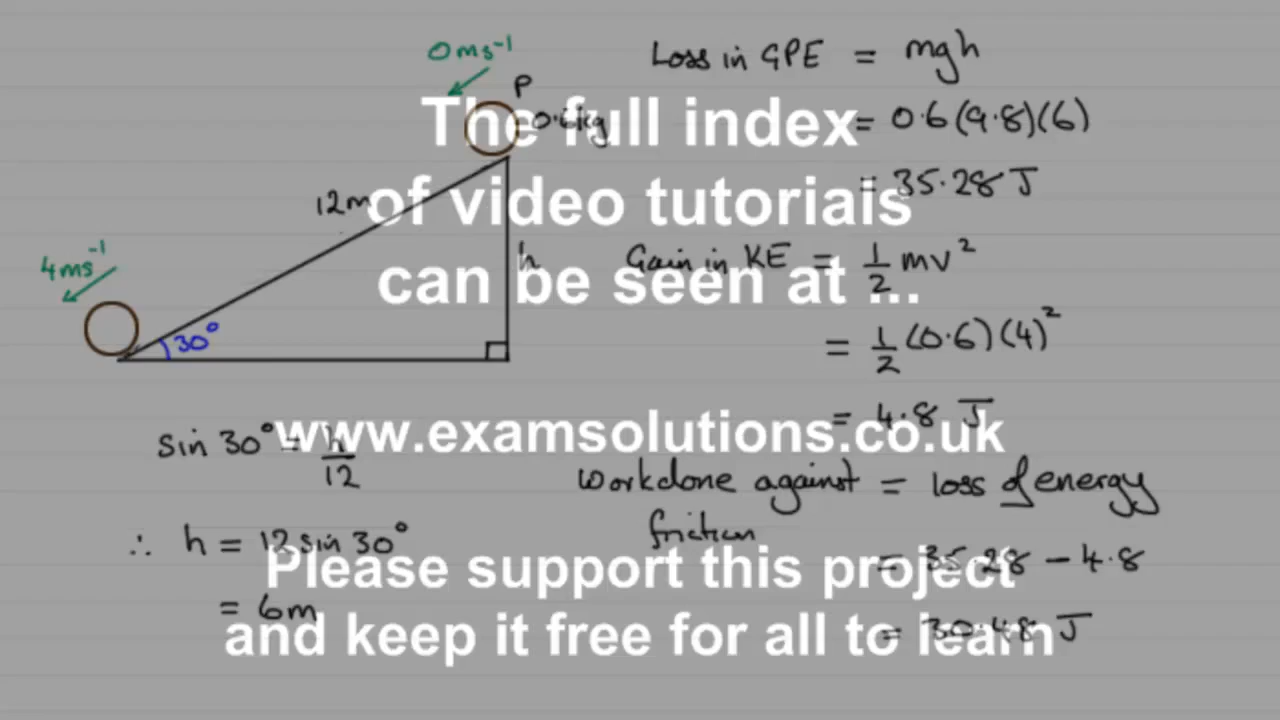 0ms⁻¹
P
0.6kg
12m
h
4ms⁻¹
30°
sin 30° = h/12
∴ h = 12 sin 30°
= 6m
Loss in GPE = mgh
= 0.6(9.8)(6)
= 35.28 J
Gain in KE = 1/2 mv²
= 1/2 (0.6)(4)²
= 4.8 J
Workdone against friction = loss of energy
= 35.28 - 4.8
= 30.48 J
The full index
of video tutorials
can be seen at ...
www.examsolutions.co.uk
Please support this project
and keep it free for all to learn